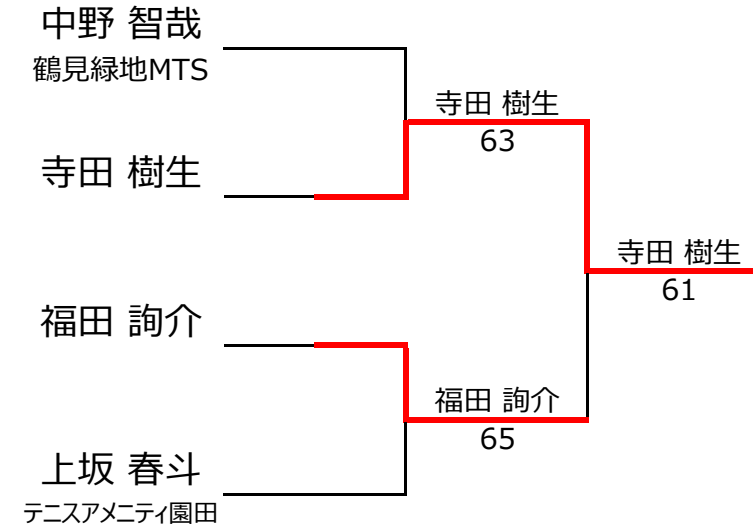 中野 智哉
鶴見緑地MTS
寺田 樹生
63
寺田 樹生
寺田 樹生
61
福田 詢介
福田 詢介
65
上坂 春斗
テニスアメニティ園田